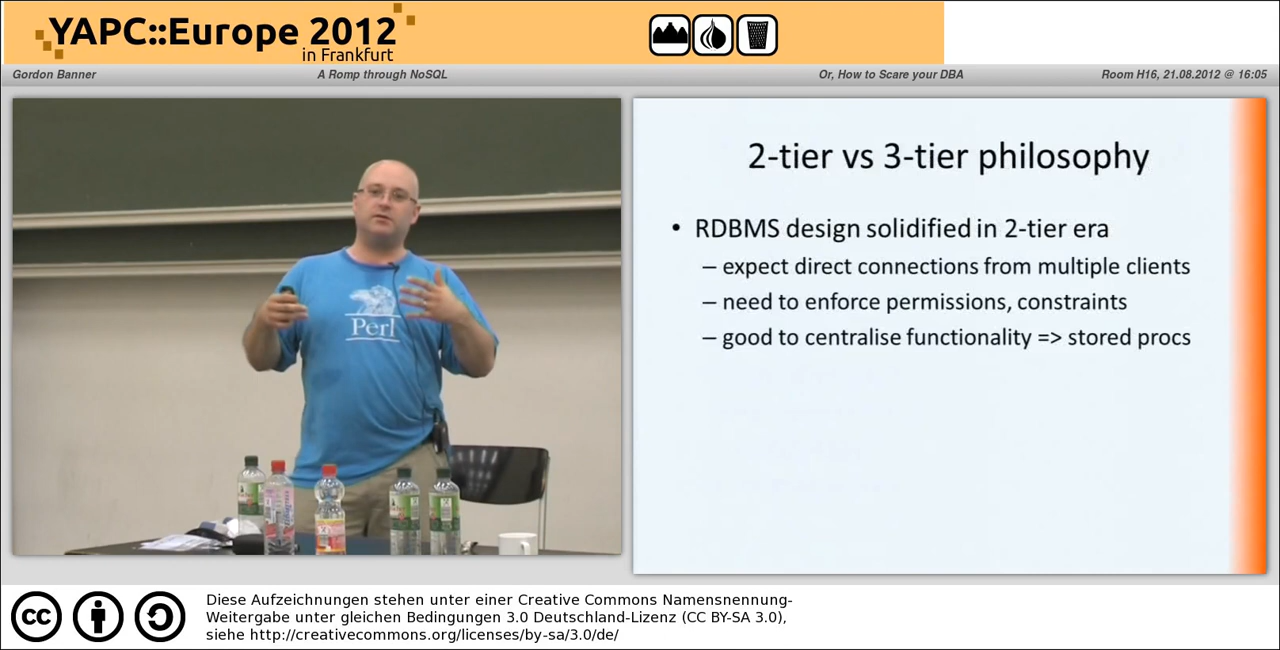 YAPC::Europe 2012
in Frankfurt
Gordon Banner
A Romp through NoSQL
Or, How to Scare your DBA
Room H16, 21.08.2012 @ 16:05
Perl
2-tier vs 3-tier philosophy
• RDBMS design solidified in 2-tier era
– expect direct connections from multiple clients
– need to enforce permissions, constraints
– good to centralise functionality => stored procs
cc
Diese Aufzeichnungen stehen unter einer Creative Commons Namensnennung-
Weitergabe unter gleichen Bedingungen 3.0 Deutschland-Lizenz (CC BY-SA 3.0),
siehe http://creativecommons.org/licenses/by-sa/3.0/de/